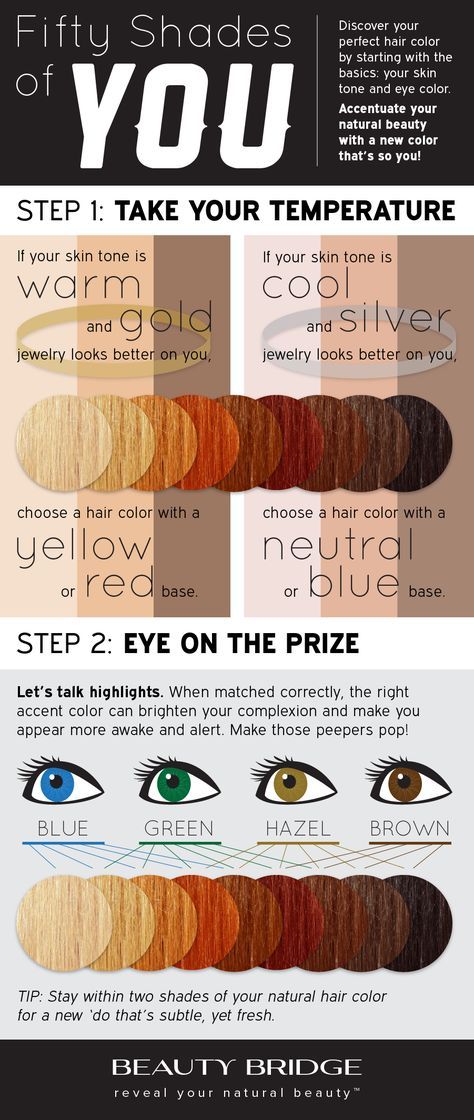 Fifty Shades
of YOU
Discover your
perfect hair color
by starting with the
basics: your skin
tone and eye color.
Accentuate your
natural beauty
with a new color
that's so you!
STEP 1: TAKE YOUR TEMPERATURE
If your skin tone is
warm
and gold
jewelry looks better on you,
choose a hair color with a
yellow
or red base.
If your skin tone is
cool
and silver
jewelry looks better on you,
choose a hair color with a
neutral
or blue base.
STEP 2: EYE ON THE PRIZE
Let's talk highlights. When matched correctly, the right
accent color can brighten your complexion and make you
appear more awake and alert. Make those peepers pop!
BLUE GREEN HAZEL BROWN
TIP: Stay within two shades of your natural hair color
for a new 'do that's subtle, yet fresh.
BEAUTY BRIDGE
reveal your natural beauty™